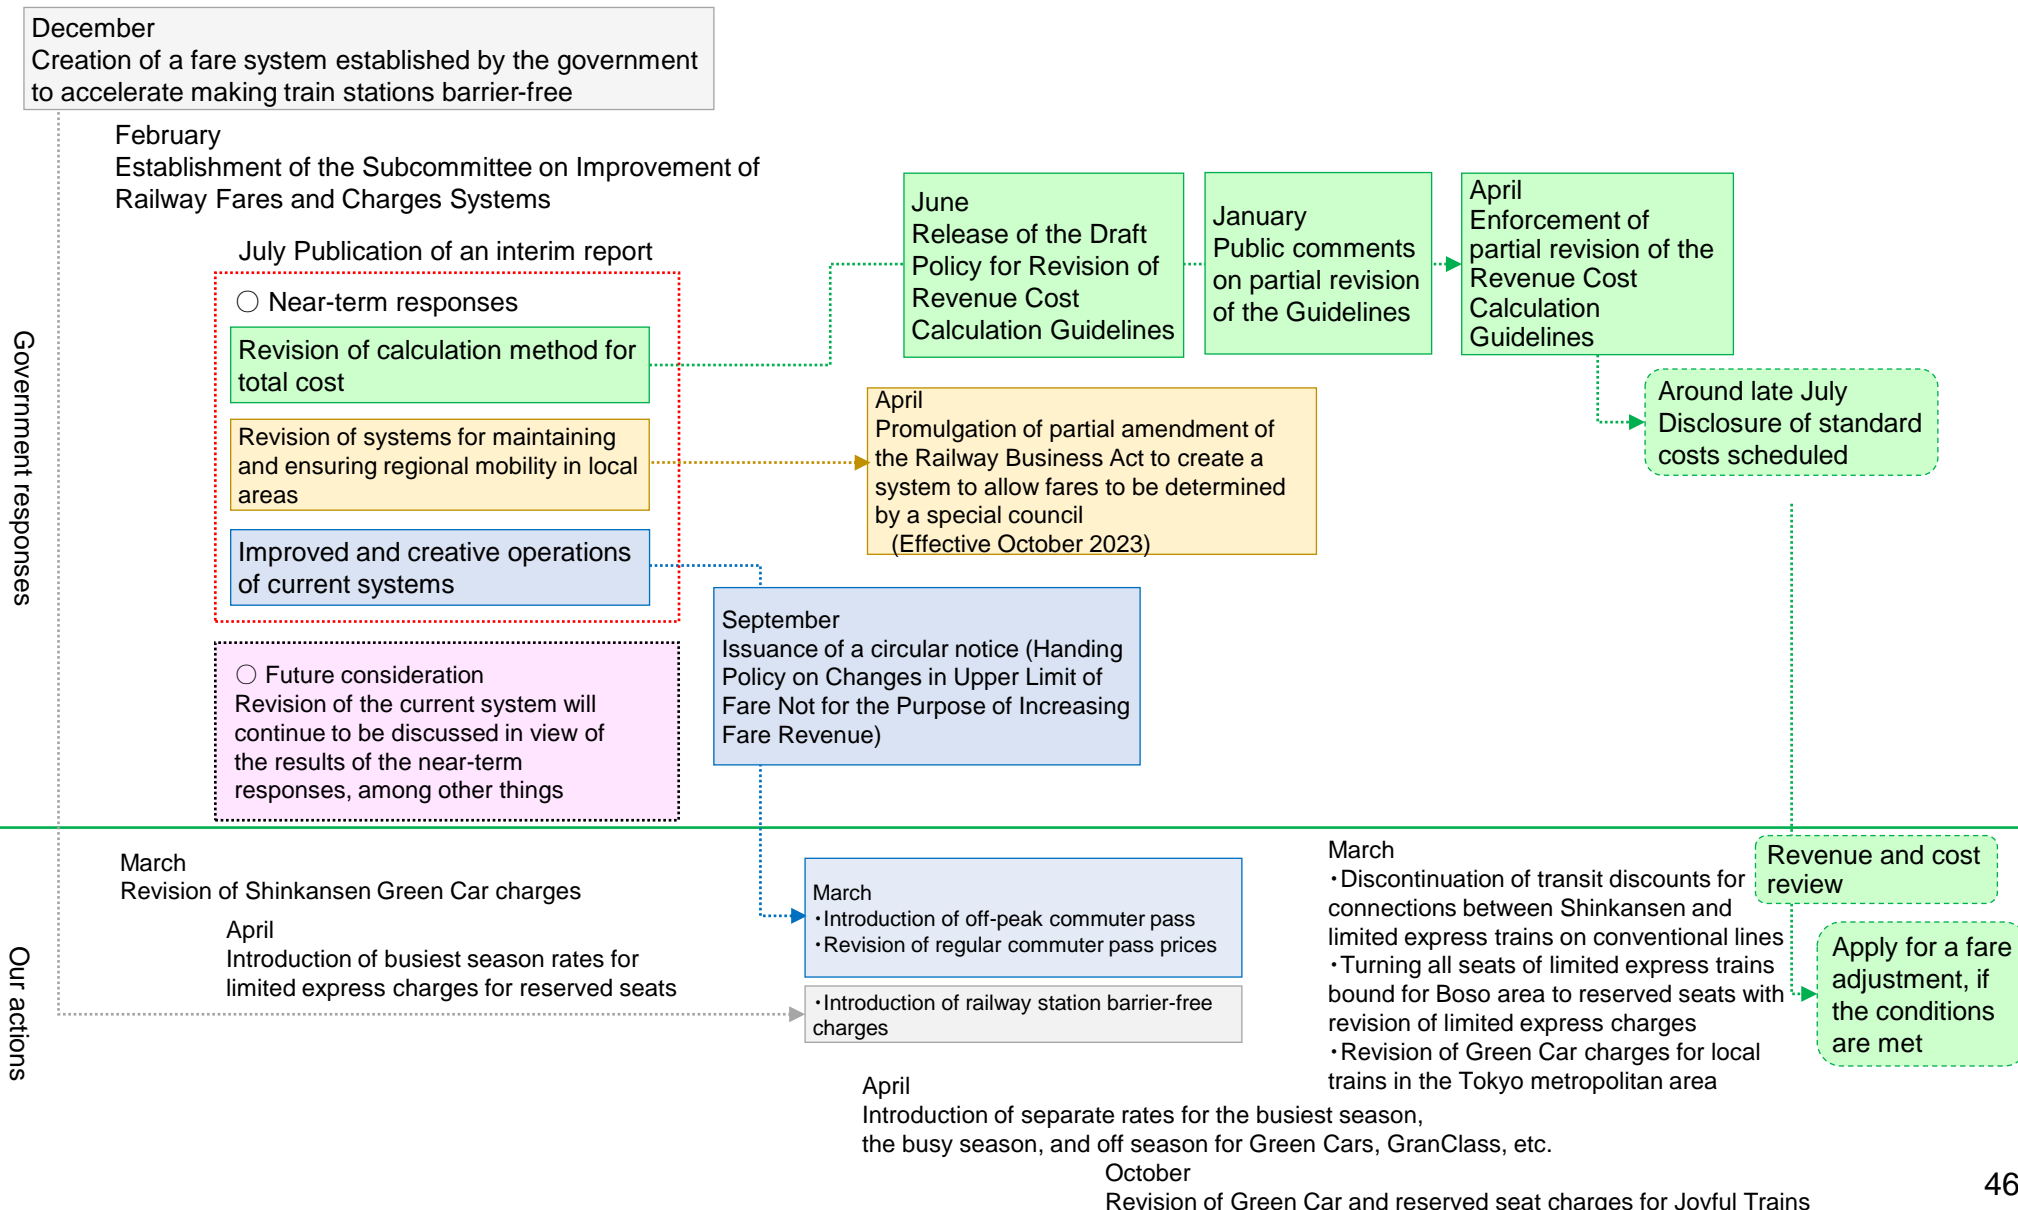 December
Creation of a fare system established by the government
to accelerate making train stations barrier-free
February
Establishment of the Subcommittee on Improvement of
Railway Fares and Charges Systems
July Publication of an interim report
○ Near-term responses
Revision of calculation method for
total cost
Revision of systems for maintaining
and ensuring regional mobility in local
areas
Improved and creative operations
of current systems
○ Future consideration
Revision of the current system will
continue to be discussed in view of
the results of the near-term
responses, among other things
June
Release of the Draft
Policy for Revision of
Revenue Cost
Calculation Guidelines
January
Public comments
on partial revision
of the Guidelines
April
Enforcement of
partial revision of the
Revenue Cost
Calculation
Guidelines
Around late July
Disclosure of standard
costs scheduled
April
Promulgation of partial amendment of
the Railway Business Act to create a
system to allow fares to be determined
by a special council
(Effective October 2023)
September
Issuance of a circular notice (Handing
Policy on Changes in Upper Limit of
Fare Not for the Purpose of Increasing
Fare Revenue)
Government responses
Our actions
March
Revision of Shinkansen Green Car charges
April
Introduction of busiest season rates for
limited express charges for reserved seats
March
・Introduction of off-peak commuter pass
・Revision of regular commuter pass prices
・Introduction of railway station barrier-free
charges
April
Introduction of separate rates for the busiest season,
the busy season, and off season for Green Cars, GranClass, etc.
October
Revision of Green Car and reserved seat charges for Joyful Trains
March
・Discontinuation of transit discounts for
connections between Shinkansen and
limited express trains on conventional lines
・Turning all seats of limited express trains
bound for Boso area to reserved seats with
revision of limited express charges
・Revision of Green Car charges for local
trains in the Tokyo metropolitan area
Revenue and cost
review
Apply for a fare
adjustment, if
the conditions
are met
46